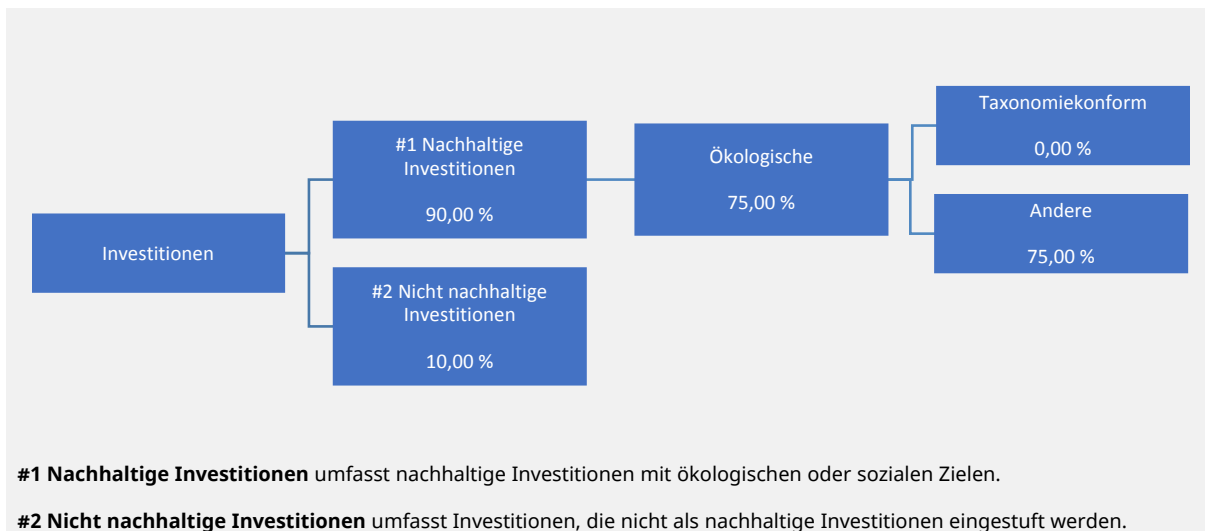 Investitionen
#1 Nachhaltige
Investitionen
90,00 %
#2 Nicht nachhaltige
Investitionen
10,00 %
Ökologische
75,00 %
Taxonomiekonform
0,00 %
Andere
75,00 %
#1 Nachhaltige Investitionen umfasst nachhaltige Investitionen mit ökologischen oder sozialen Zielen.
#2 Nicht nachhaltige Investitionen umfasst Investitionen, die nicht als nachhaltige Investitionen eingestuft werden.